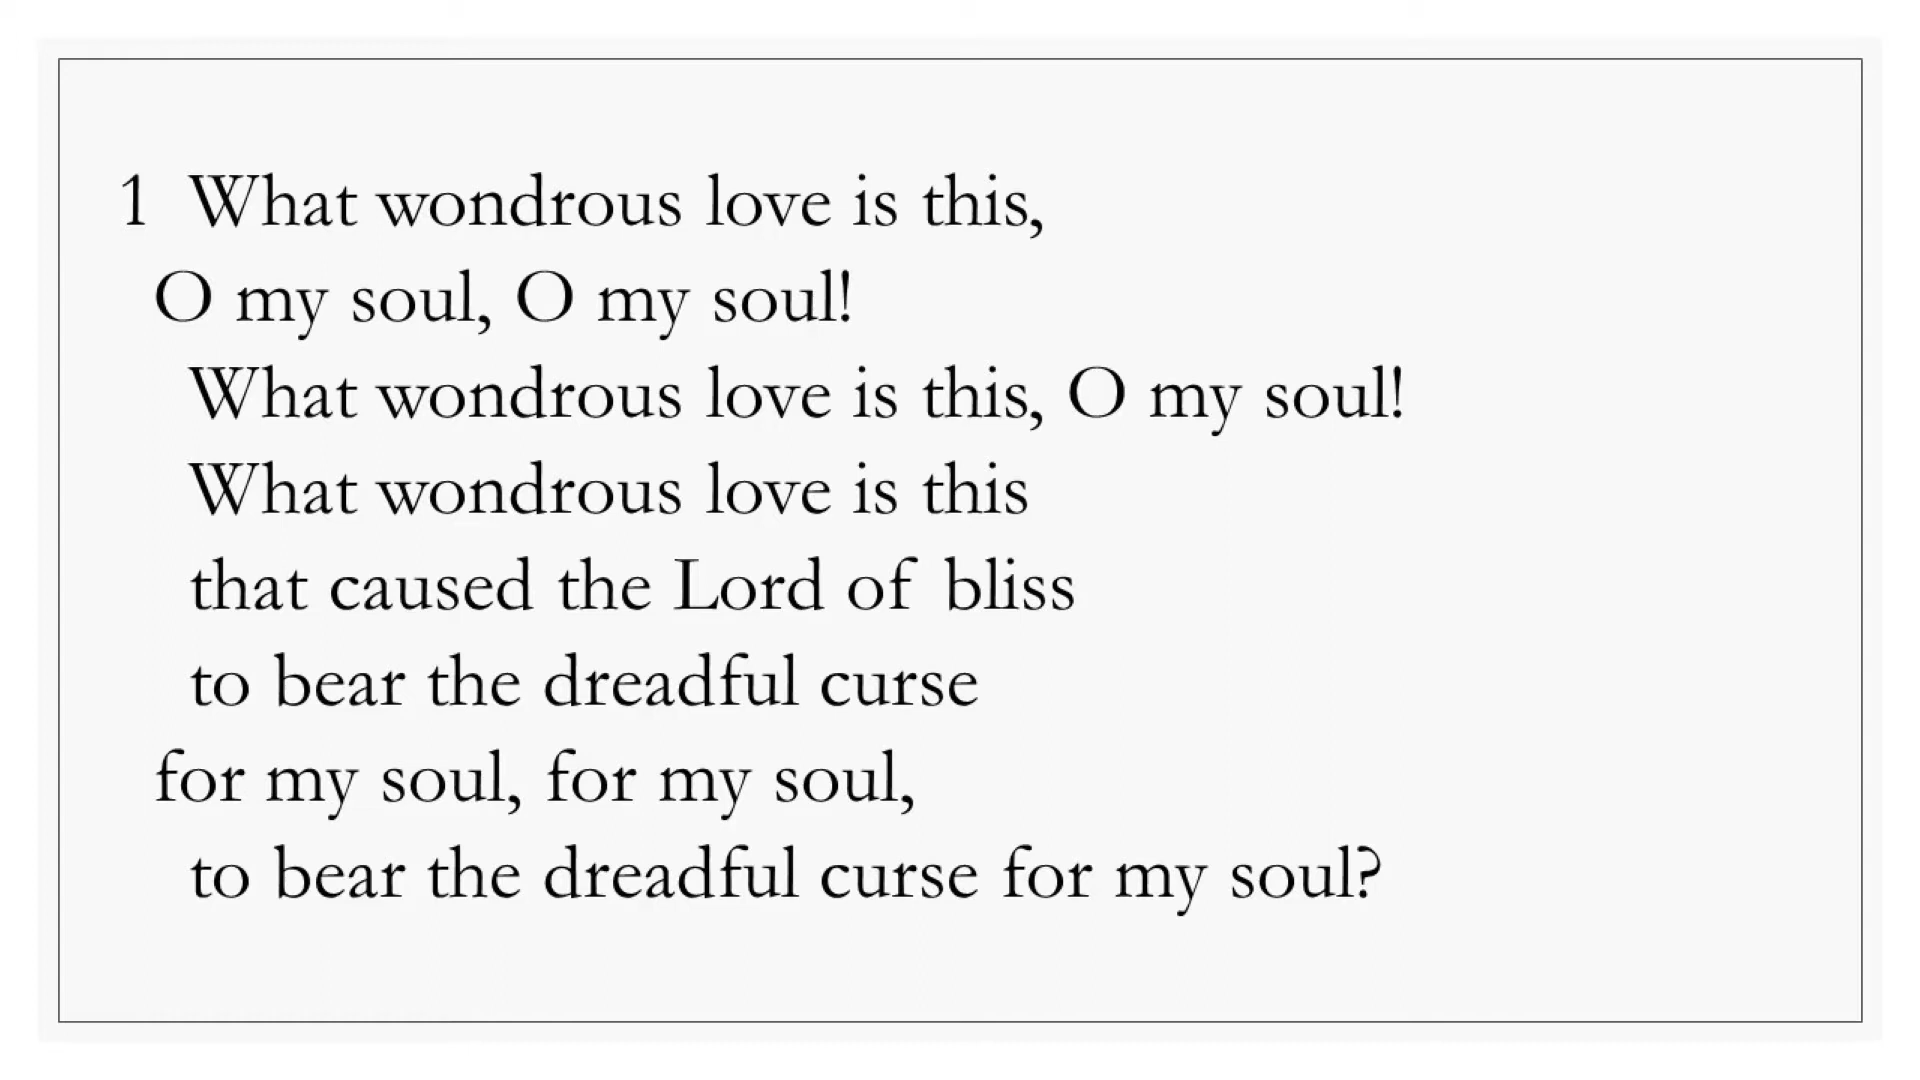 1 What wondrous love is this,
O my soul, O my soul!
What wondrous love is this, O my soul!
What wondrous love is this
that caused the Lord of bliss
to bear the dreadful curse
for my soul, for my soul,
to bear the dreadful curse for my soul?